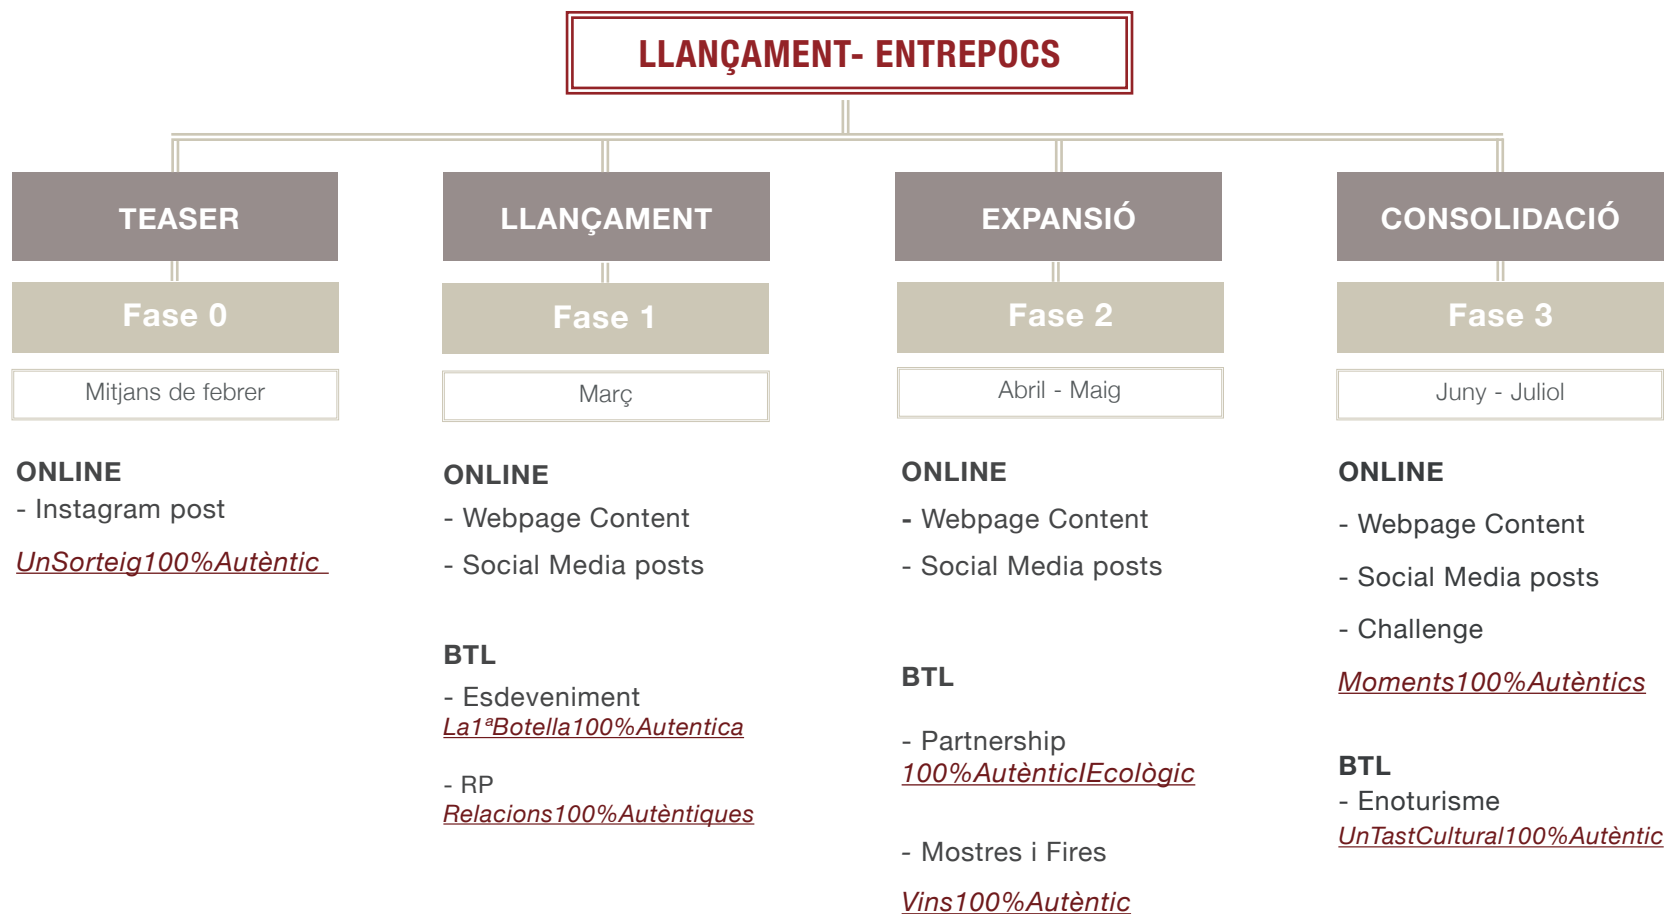 LLANÇAMENT- ENTREPOCS
TEASER
Fase 0
Mitjans de febrer
ONLINE
- Instagram post
UnSorteig100%Autèntic
LLANÇAMENT
Fase 1
Març
ONLINE
- Webpage Content
- Social Media posts
BTL
- Esdeveniment
La1ªBotella100%Autentica
- RP
Relacions100%Autèntiques
EXPANSIÓ
Fase 2
Abril - Maig
ONLINE
- Webpage Content
- Social Media posts
BTL
- Partnership
100%AutènticIEcològic
- Mostres i Fires
Vins100%Autèntic
CONSOLIDACIÓ
Fase 3
Juny - Juliol
ONLINE
- Webpage Content
- Social Media posts
- Challenge
Moments100%Autèntics
BTL
- Enoturisme
UnTastCultural100%Autèntic